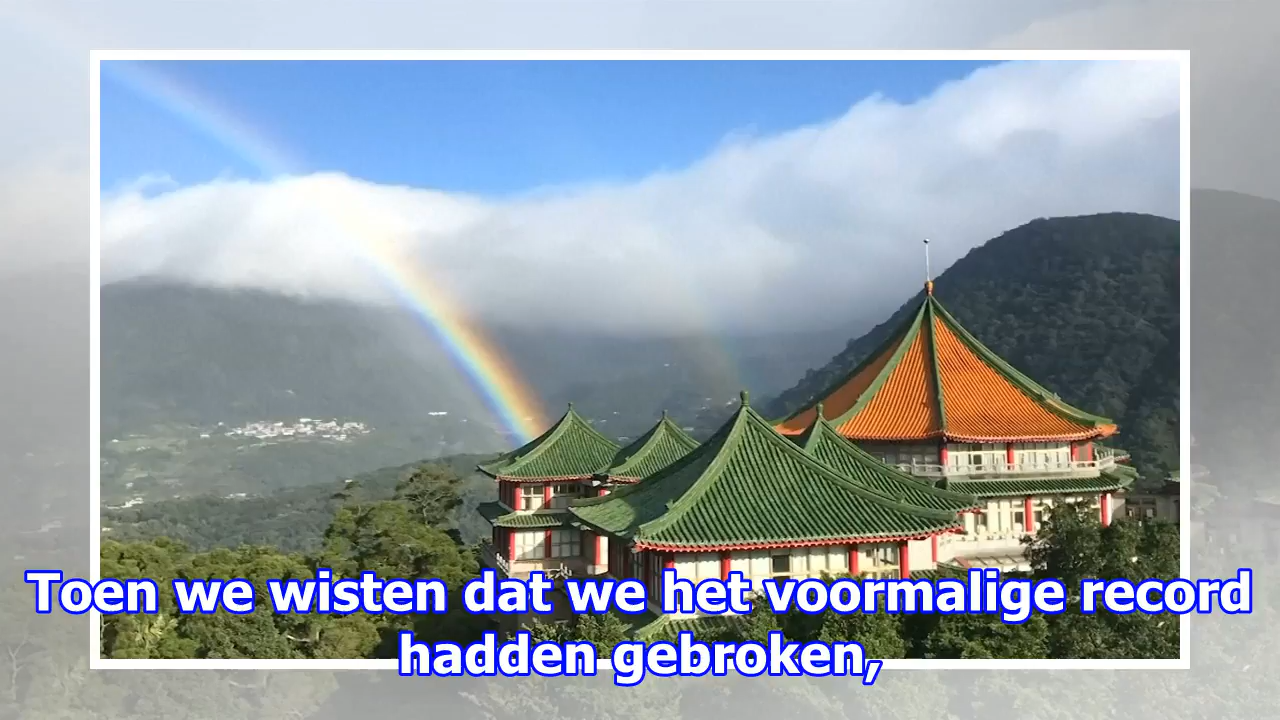 Toen we wisten dat we het voormalige record
hadden gebroken,